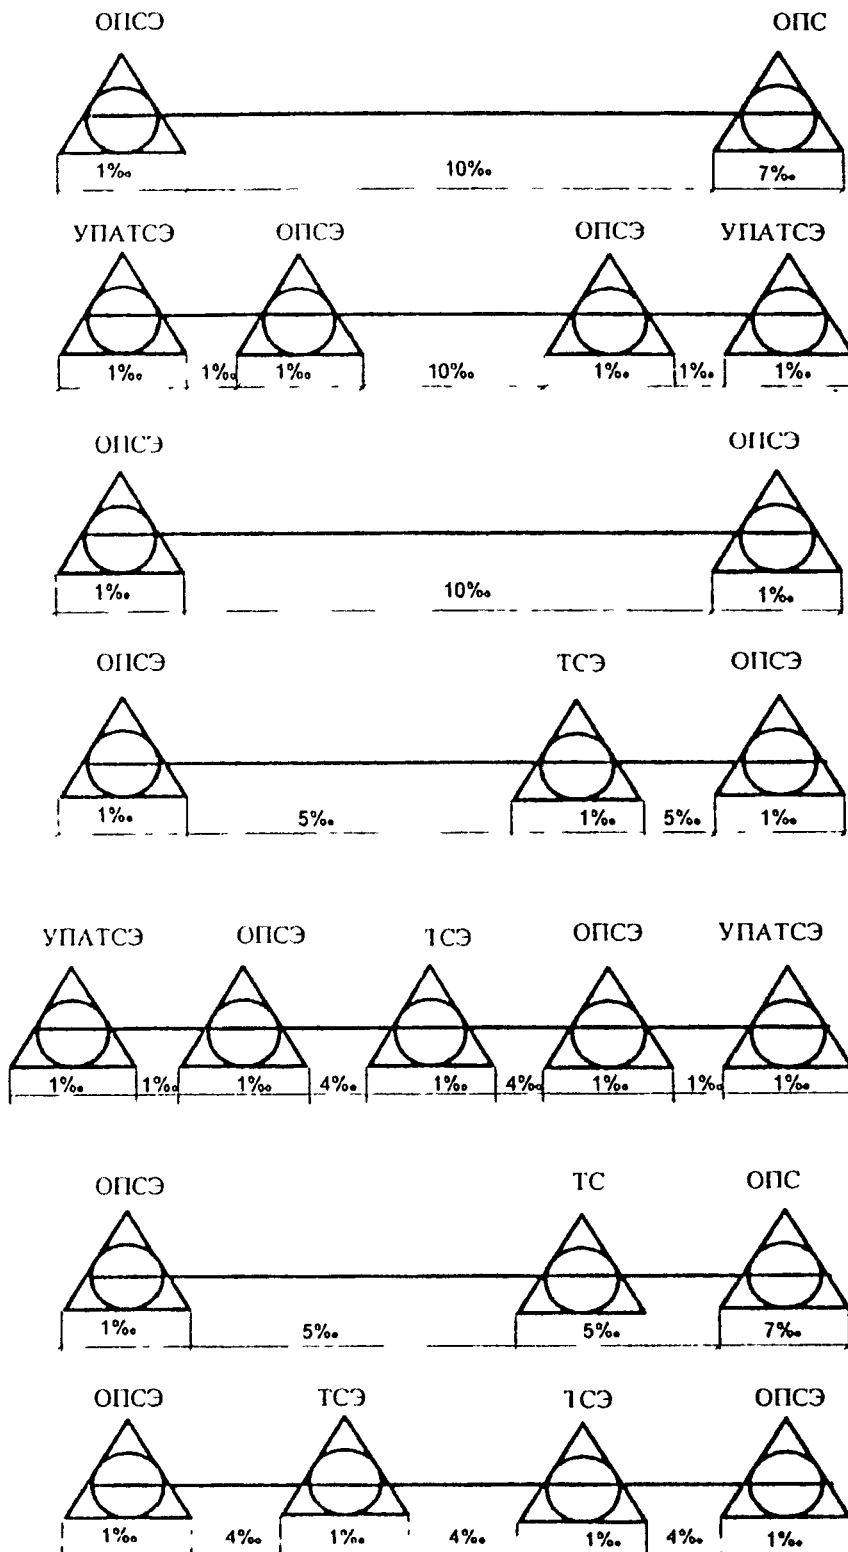 ОПСЭ ОПС
1‰ 10‰ 7‰
УПАТСЭ ОПСЭ ОПСЭ УПАТСЭ
1‰ 1‰ 1‰ 10‰ 1‰ 1‰ 1‰
ОПСЭ ОПСЭ
1‰ 10‰ 1‰
ОПСЭ ТСЭ ОПСЭ
1‰ 5‰ 1‰ 5‰ 1‰
УПАТСЭ ОПСЭ ТСЭ ОПСЭ УПАТСЭ
1‰ 1‰ 1‰ 4‰ 1‰ 4‰ 1‰ 1‰ 1‰
ОПСЭ ТС ОПС
1‰ 5‰ 5‰ 7‰
ОПСЭ ТСЭ ТСЭ ОПСЭ
1‰ 4‰ 1‰ 4‰ 1‰ 4‰ 1‰